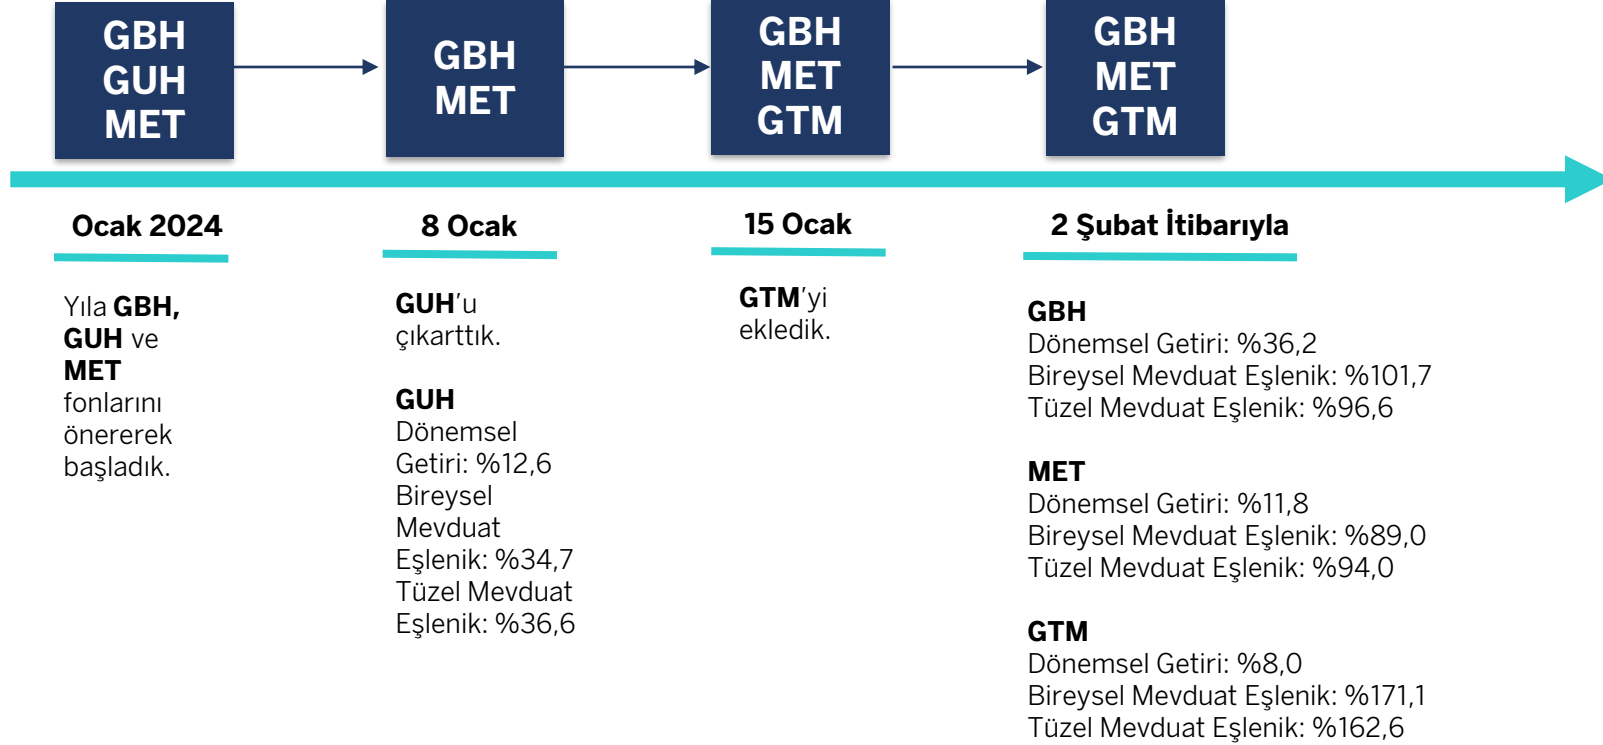 GBH
GUH
MET
GBH
MET
GBH
MET
GTM
GBH
MET
GTM
Ocak 2024
8 Ocak
15 Ocak
2 Şubat İtibarıyla
Yıla GBH,
GUH ve
MET
fonlarını
önererek
başladık.
GUH'u
çıkarttık.
GUH
Dönemsel
Getiri: %12,6
Bireysel
Mevduat
Eşlenik: %34,7
Tüzel Mevduat
Eşlenik: %36,6
GTM'yi
ekledik.
GBH
Dönemsel Getiri: %36,2
Bireysel Mevduat Eşlenik: %101,7
Tüzel Mevduat Eşlenik: %96,6
MET
Dönemsel Getiri: %11,8
Bireysel Mevduat Eşlenik: %89,0
Tüzel Mevduat Eşlenik: %94,0
GTM
Dönemsel Getiri: %8,0
Bireysel Mevduat Eşlenik: %171,1
Tüzel Mevduat Eşlenik: %162,6